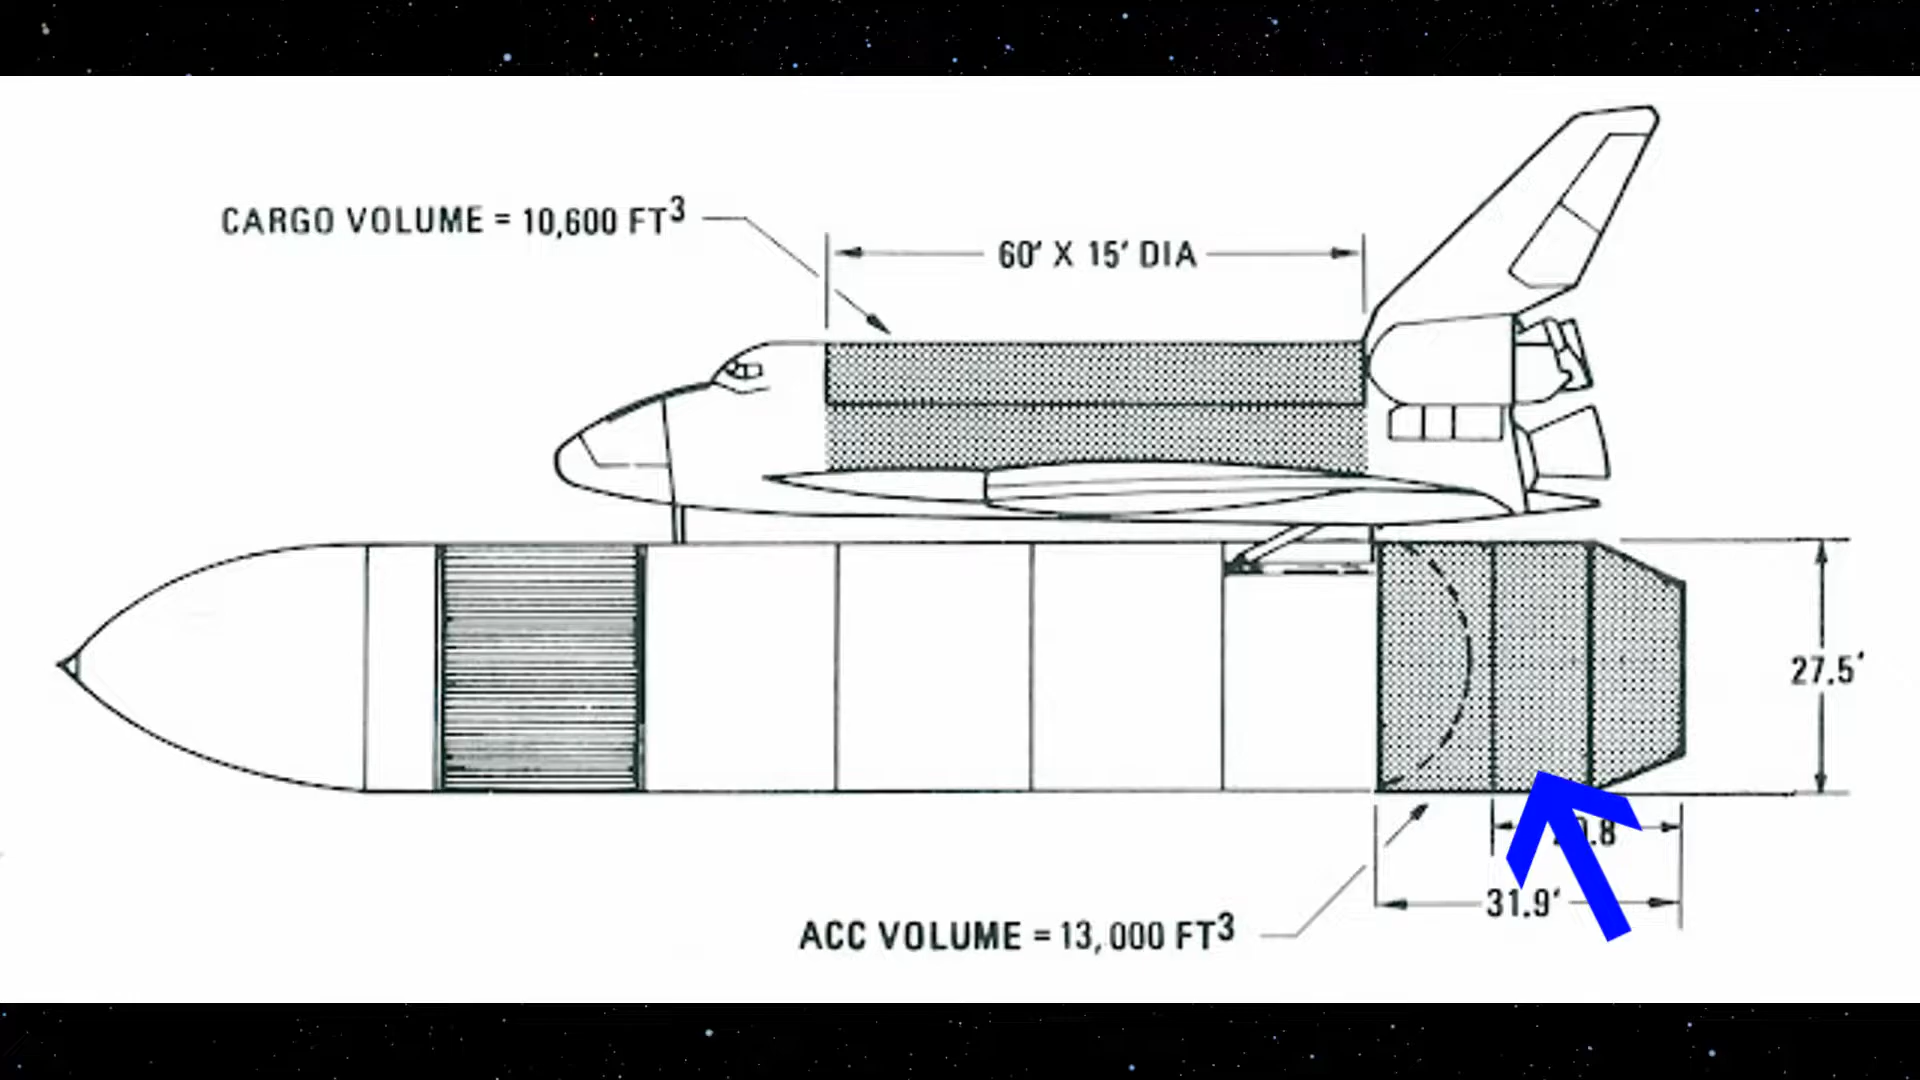 CARGO VOLUME = 10,600 FT³
60' X 15' DIA
27.5'
31.9'
ACC VOLUME = 13,000 FT³